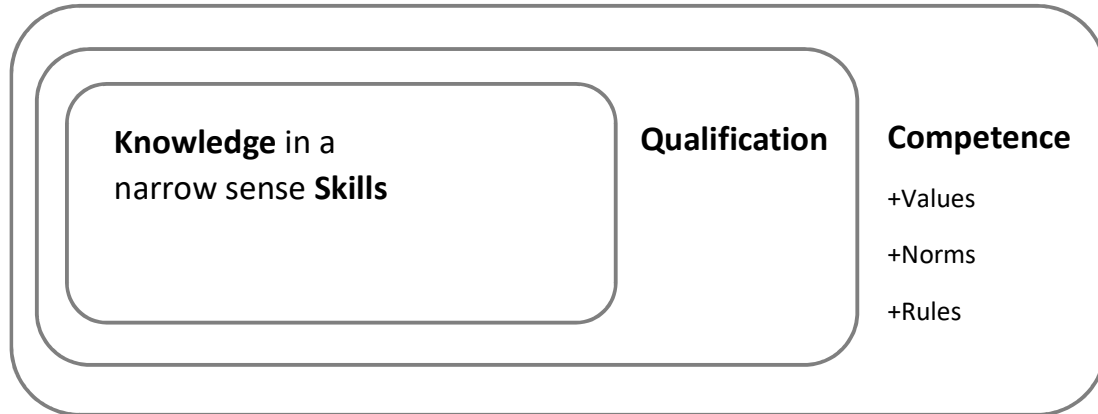 Knowledge in a
narrow sense Skills
Qualification
Competence
+Values
+Norms
+Rules